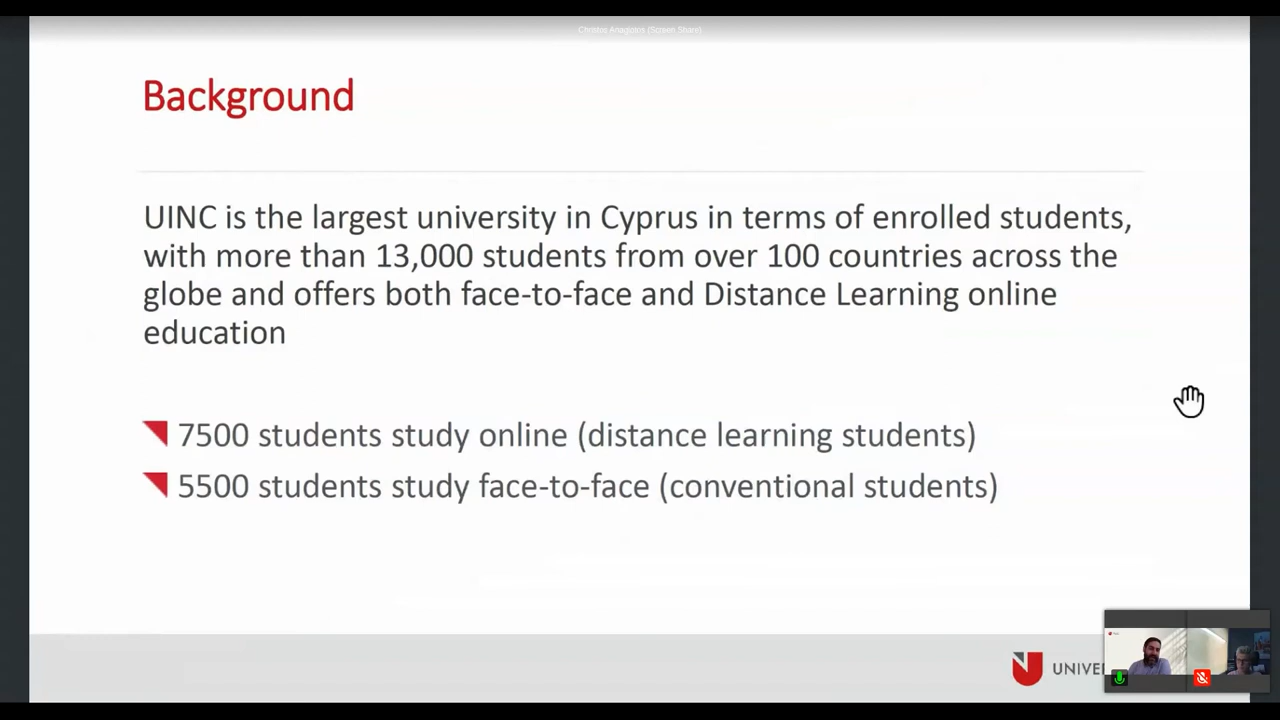 Background
UINC is the largest university in Cyprus in terms of enrolled students,
with more than 13,000 students from over 100 countries across the
globe and offers both face-to-face and Distance Learning online
education
7500 students study online (distance learning students)
5500 students study face-to-face (conventional students)
UNIVER